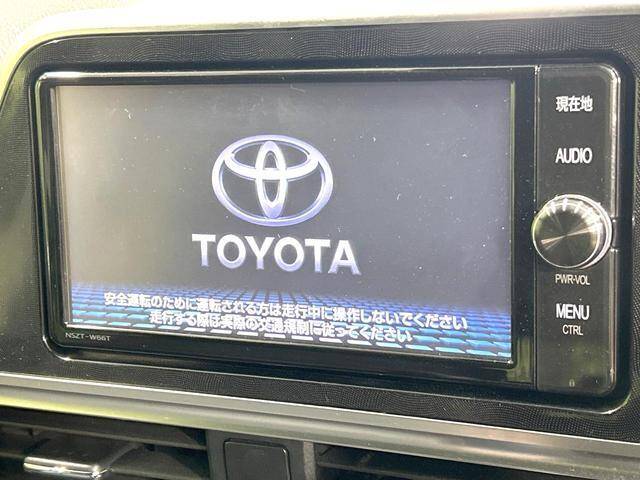 TOYOTA
安全運転のために運転される方は走行中に操作しないでください
走行する際は実際の交通規制に従ってください
NSZT-W66T
現在地
AUDIO
PWR-VOL
MENU
CTRL